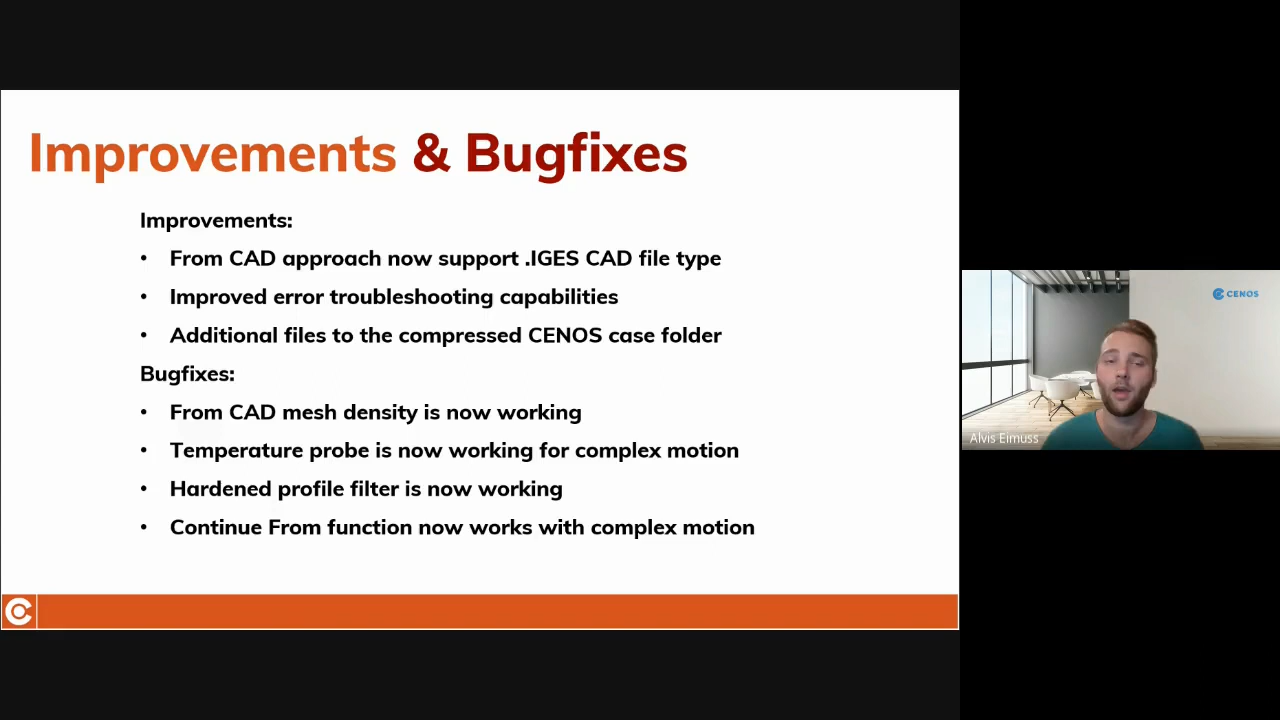 Improvements & Bugfixes
Improvements:
• From CAD approach now support .IGES CAD file type
• Improved error troubleshooting capabilities
• Additional files to the compressed CENOS case folder
Bugfixes:
• From CAD mesh density is now working
• Temperature probe is now working for complex motion
• Hardened profile filter is now working
• Continue From function now works with complex motion
CENOS
Alvis Eimuss